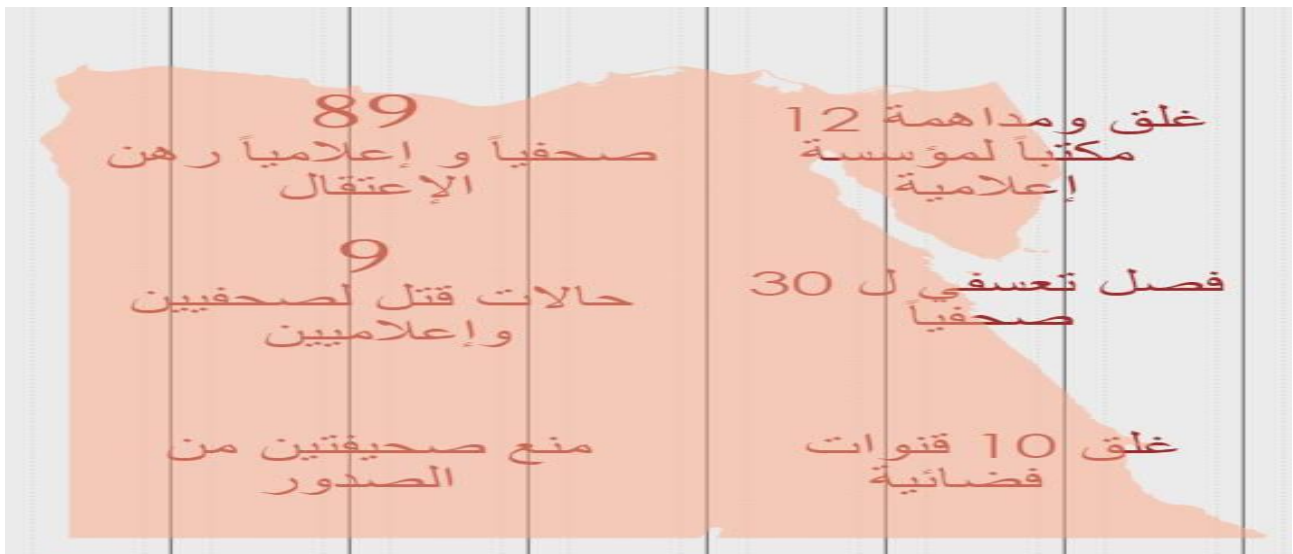 غلق ومداهمة 12
مكتباً لمؤسسة
إعلامية
89
صحفياً و إعلامياً رهن
الإعتقال
فصل تعسفي ل 30
صحفياً
9
حالات قتل لصحفيين
وإعلاميين
غلق 10 قنوات
فضائية
منع صحيفتين من
الصدور